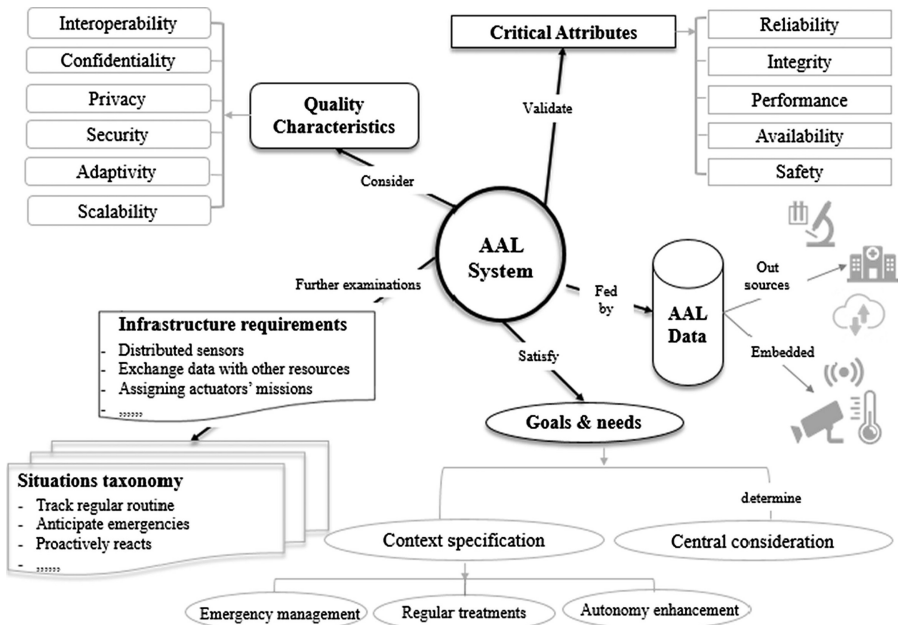 Interoperability
Confidentiality
Privacy
Security
Adaptivity
Scalability
Quality
Characteristics
Critical Attributes
Reliability
Integrity
Performance
Availability
Safety
Validate
Consider
AAL
System
Further examinations
Fed
by
AAL
Data
Out
sources
Embedded
Satisfy
Infrastructure requirements
- Distributed sensors
- Exchange data with other resources
- Assigning actuators’ missions
- ,,,,,,
Goals & needs
Situations taxonomy
- Track regular routine
- Anticipate emergencies
- Proactively reacts
- ,,,,,,
determine
Context specification
Central consideration
Emergency management
Regular treatments
Autonomy enhancement